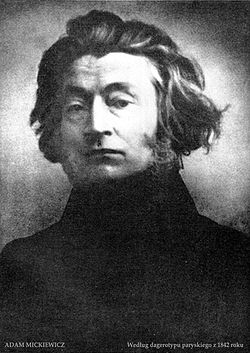 ADAM MICKIEWICZ
Według dagerotypu paryskiego z 1842 roku